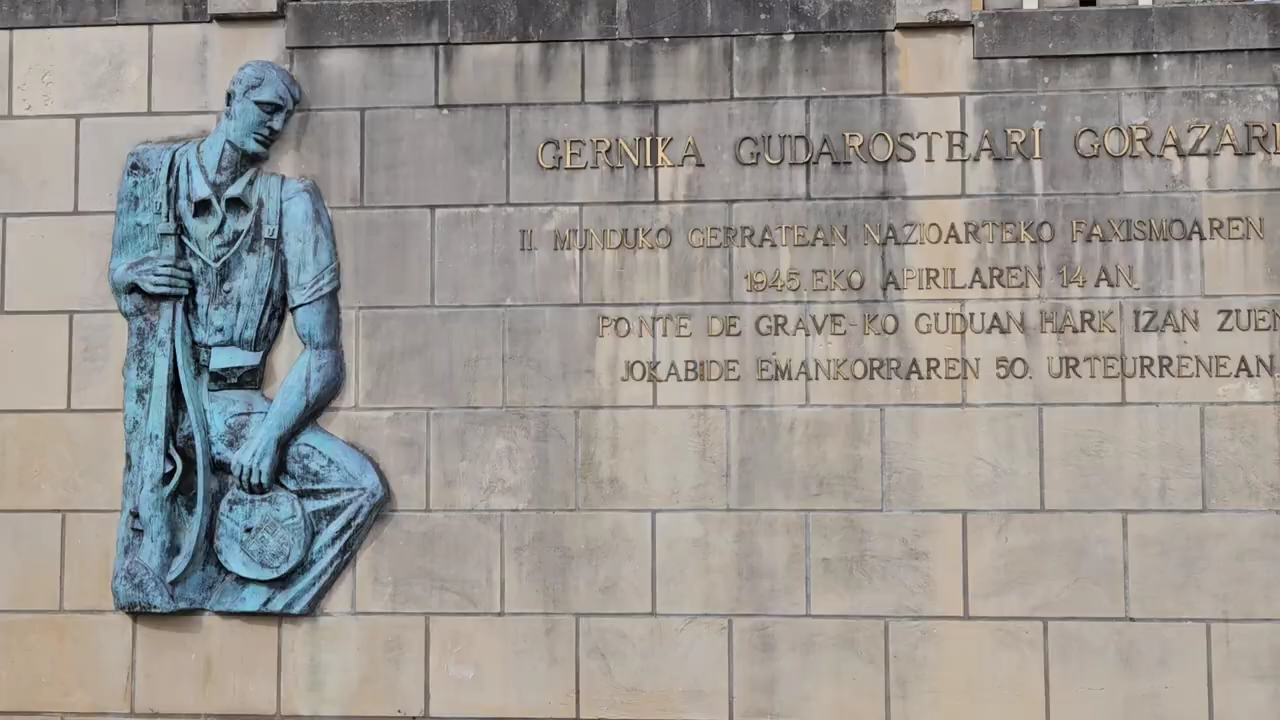 GERNIKA GUDAROSTEARI GORAZARR
II. MUNDUKO GERRATEAN NAZIOARTEKO FAXISMOAREN
1945.EKO APIRILAREN 14 AN.
PONTE DE GRAVE-KO GUDUAN HARK IZAN ZUEN
JOKABIDE EMANKORRAREN 50. URTEURRENEAN.